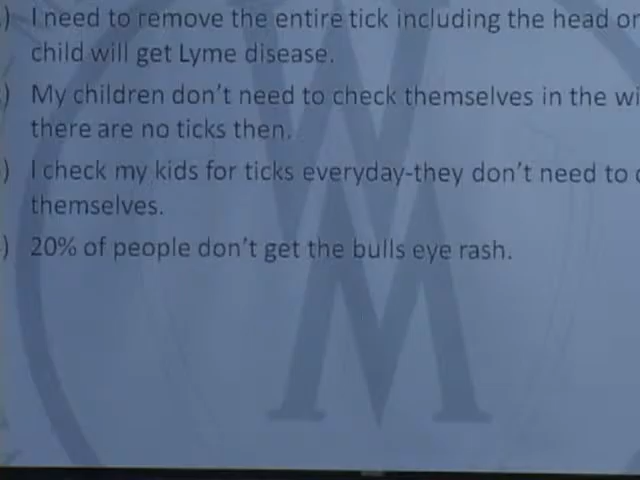 ) I need to remove the entire tick including the head or
child will get Lyme disease.
) My children don't need to check themselves in the wi
there are no ticks then.
) I check my kids for ticks everyday-they don't need to c
themselves.
) 20% of people don't get the bulls eye rash.
W
M